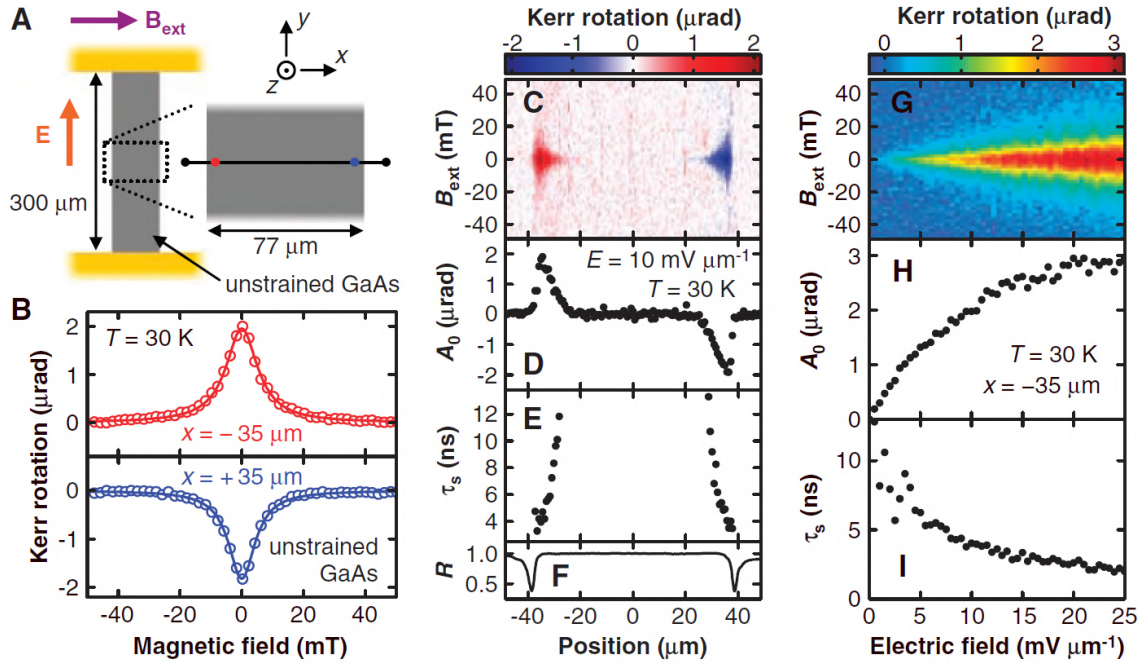 A
B_ext
y
x
z
E
300 μm
77 μm
unstrained GaAs
B
T = 30 K
x = – 35 μm
x = + 35 μm
unstrained
GaAs
Kerr rotation (μrad)
2
1
0
0
-1
-2
-40 -20 0 20 40
Magnetic field (mT)
Kerr rotation (μrad)
-2 -1 0 1 2
C
B_ext (mT)
40
20
0
-20
-40
E = 10 mV μm⁻¹
T = 30 K
A₀ (μrad)
2
1
0
-1
-2
D
E
τ_s (ns)
12
10
8
6
4
R
1.0
0.5
F
-40 -20 0 20 40
Position (μm)
Kerr rotation (μrad)
0 1 2 3
G
B_ext (mT)
40
20
0
-20
-40
H
A₀ (μrad)
3
2
1
0
T = 30 K
x = –35 μm
I
τ_s (ns)
10
5
0
0 5 10 15 20 25
Electric field (mV μm⁻¹)